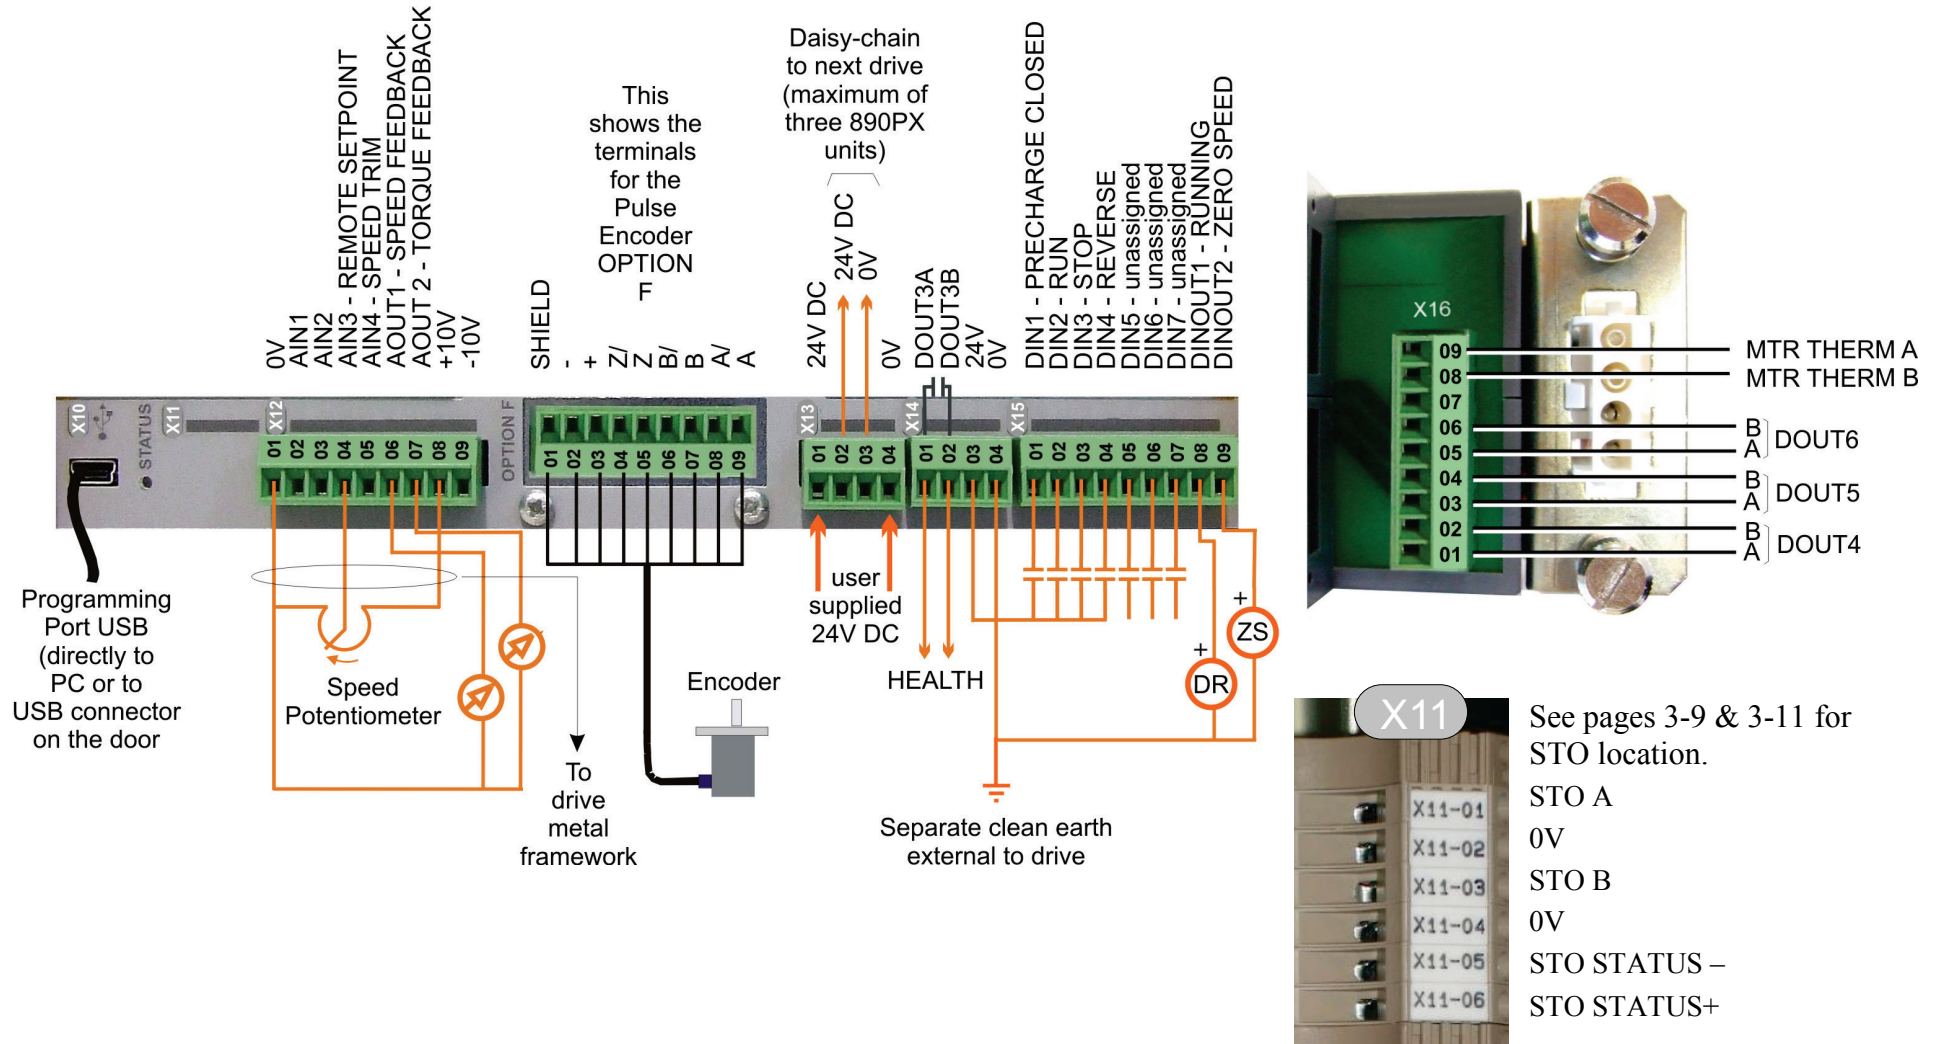 Daisy-chain
to next drive
(maximum of
three 890PX
units)
This
shows the
terminals
for the
Pulse
Encoder
OPTION
F
0V
AIN1
AIN2
AIN3 - REMOTE SETPOINT
AIN4 - SPEED TRIM
AOUT1 - SPEED FEEDBACK
AOUT 2 - TORQUE FEEDBACK
+10V
-10V
SHIELD
-
+
Z/
Z
B/
B
A/
A
24V DC
24V DC
0V
0V
DOUT3A
DOUT3B
24V
0V
DIN1 - PRECHARGE CLOSED
DIN2 - RUN
DIN3 - STOP
DIN4 - REVERSE
DIN5 - unassigned
DIN6 - unassigned
DIN7 - unassigned
DINOUT1 - RUNNING
DINOUT2 - ZERO SPEED
X10
STATUS
X11
X12
01 02 03 04 05 06 07 08 09
OPTION F
01 02 03 04 05 06 07 08 09
X13
01 02 03 04
X14
01 02 03 04
X15
01 02 03 04 05 06 07 08 09
Programming
Port USB
(directly to
PC or to
USB connector
on the door
Speed
Potentiometer
To
drive
metal
framework
Encoder
user
supplied
24V DC
HEALTH
Separate clean earth
external to drive
+
DR
+
ZS
X16
09 MTR THERM A
08 MTR THERM B
07
06 B
05 A
DOUT6
04 B
03 A
DOUT5
02 B
01 A
DOUT4
X11
See pages 3-9 & 3-11 for
STO location.
X11-01 STO A
X11-02 0V
X11-03 STO B
X11-04 0V
X11-05 STO STATUS –
X11-06 STO STATUS+